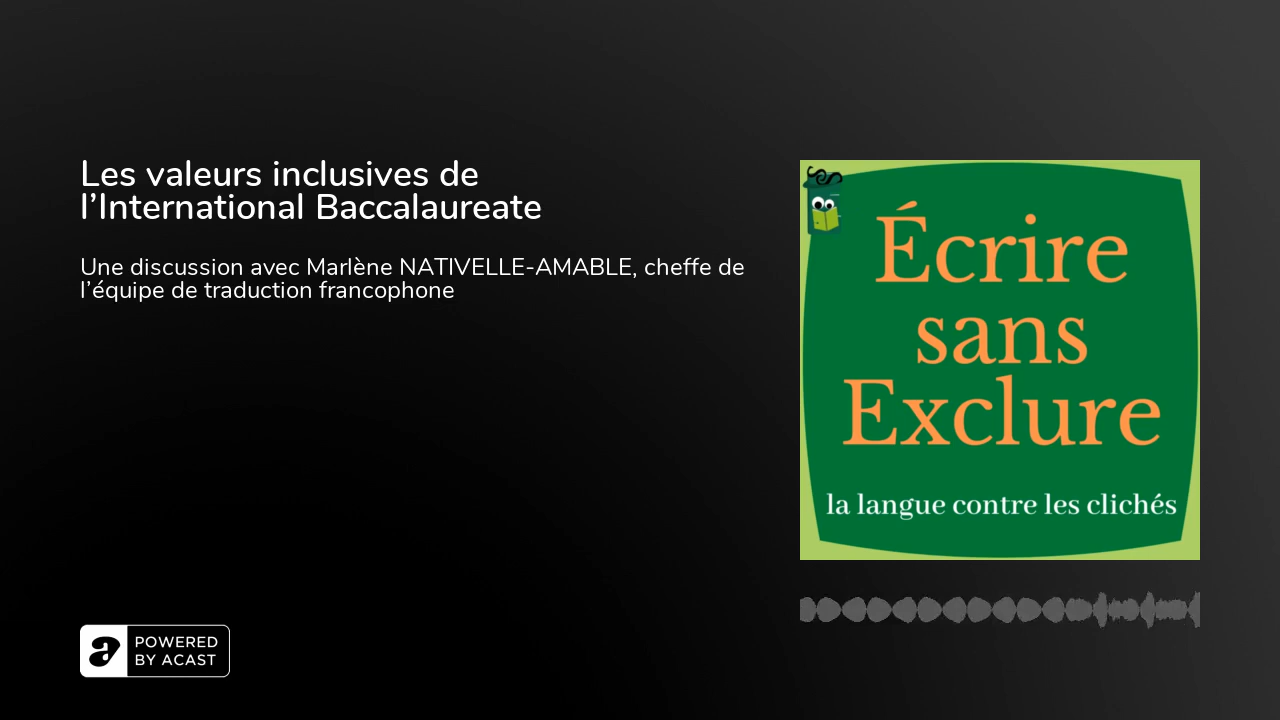 Les valeurs inclusives de
l’International Baccalaureate
Une discussion avec Marlène NATIVELLE-AMABLE, cheffe de
l’équipe de traduction francophone
Écrire
sans
Exclure
la langue contre les clichés
a POWERED
BY ACAST